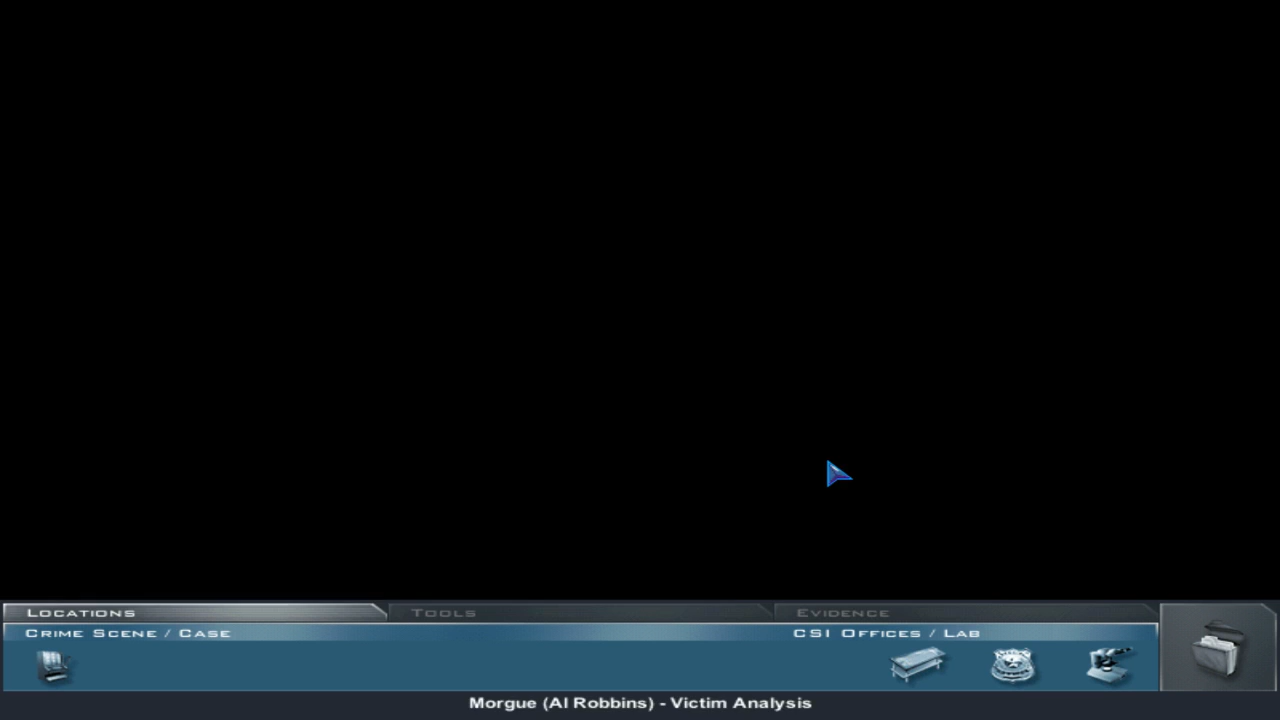 LOCATIONS
TOOLS
EVIDENCE
CRIME SCENE / CASE
CSI OFFICES / LAB
Morgue (Al Robbins) - Victim Analysis